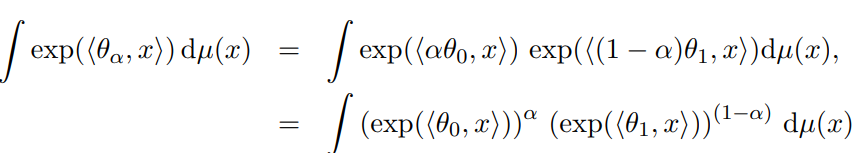 ∫ exp(⟨θ_α, x⟩) dμ(x) = ∫ exp(⟨αθ_0, x⟩) exp(⟨(1 − α)θ_1, x⟩)dμ(x),
= ∫ (exp(⟨θ_0, x⟩))^α (exp(⟨θ_1, x⟩))^(1−α) dμ(x)